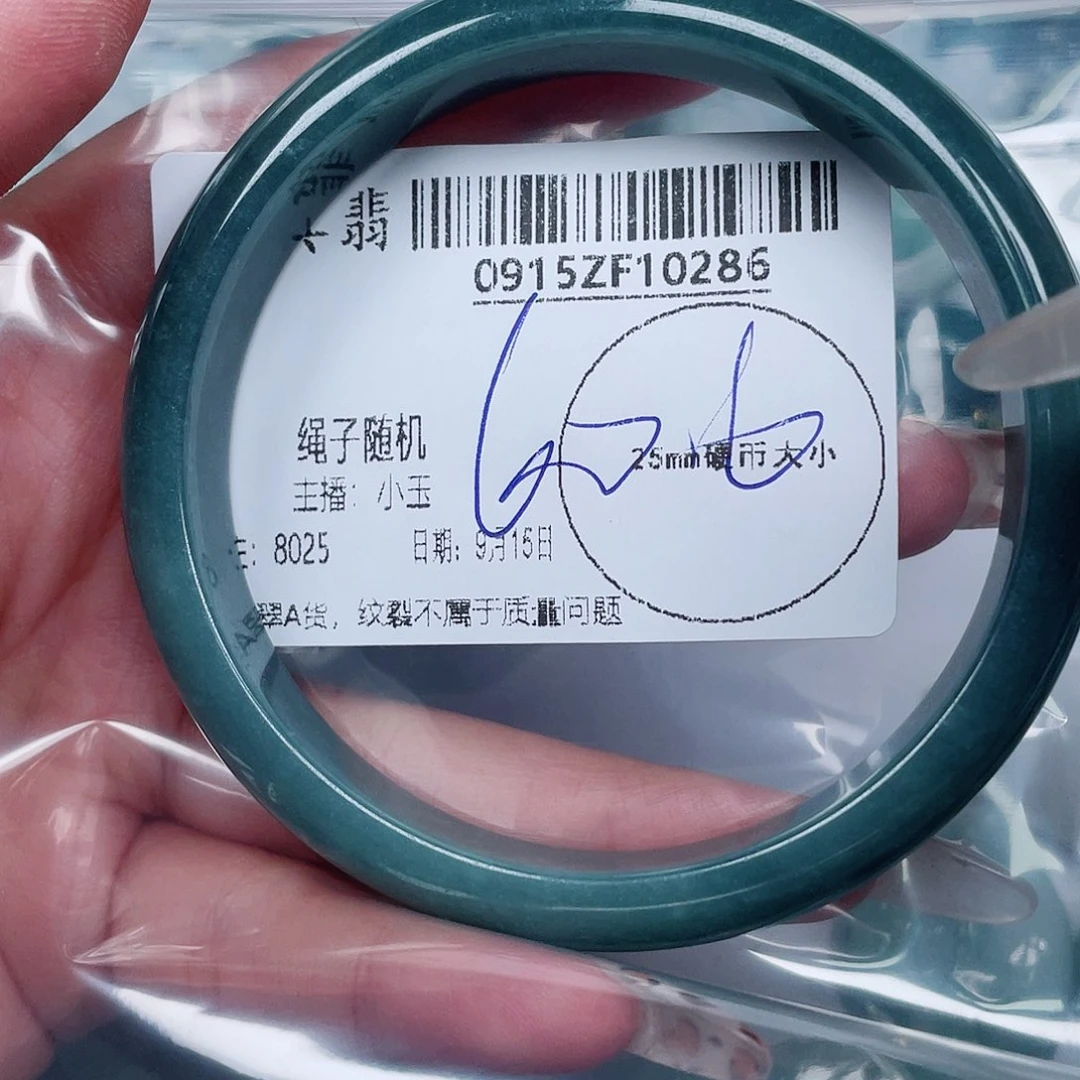 翡
0915ZF10286
25mm硬币大小
绳子随机
主播：小玉
8025 日期：9月15日
翠A货，纹裂不属于质量问题